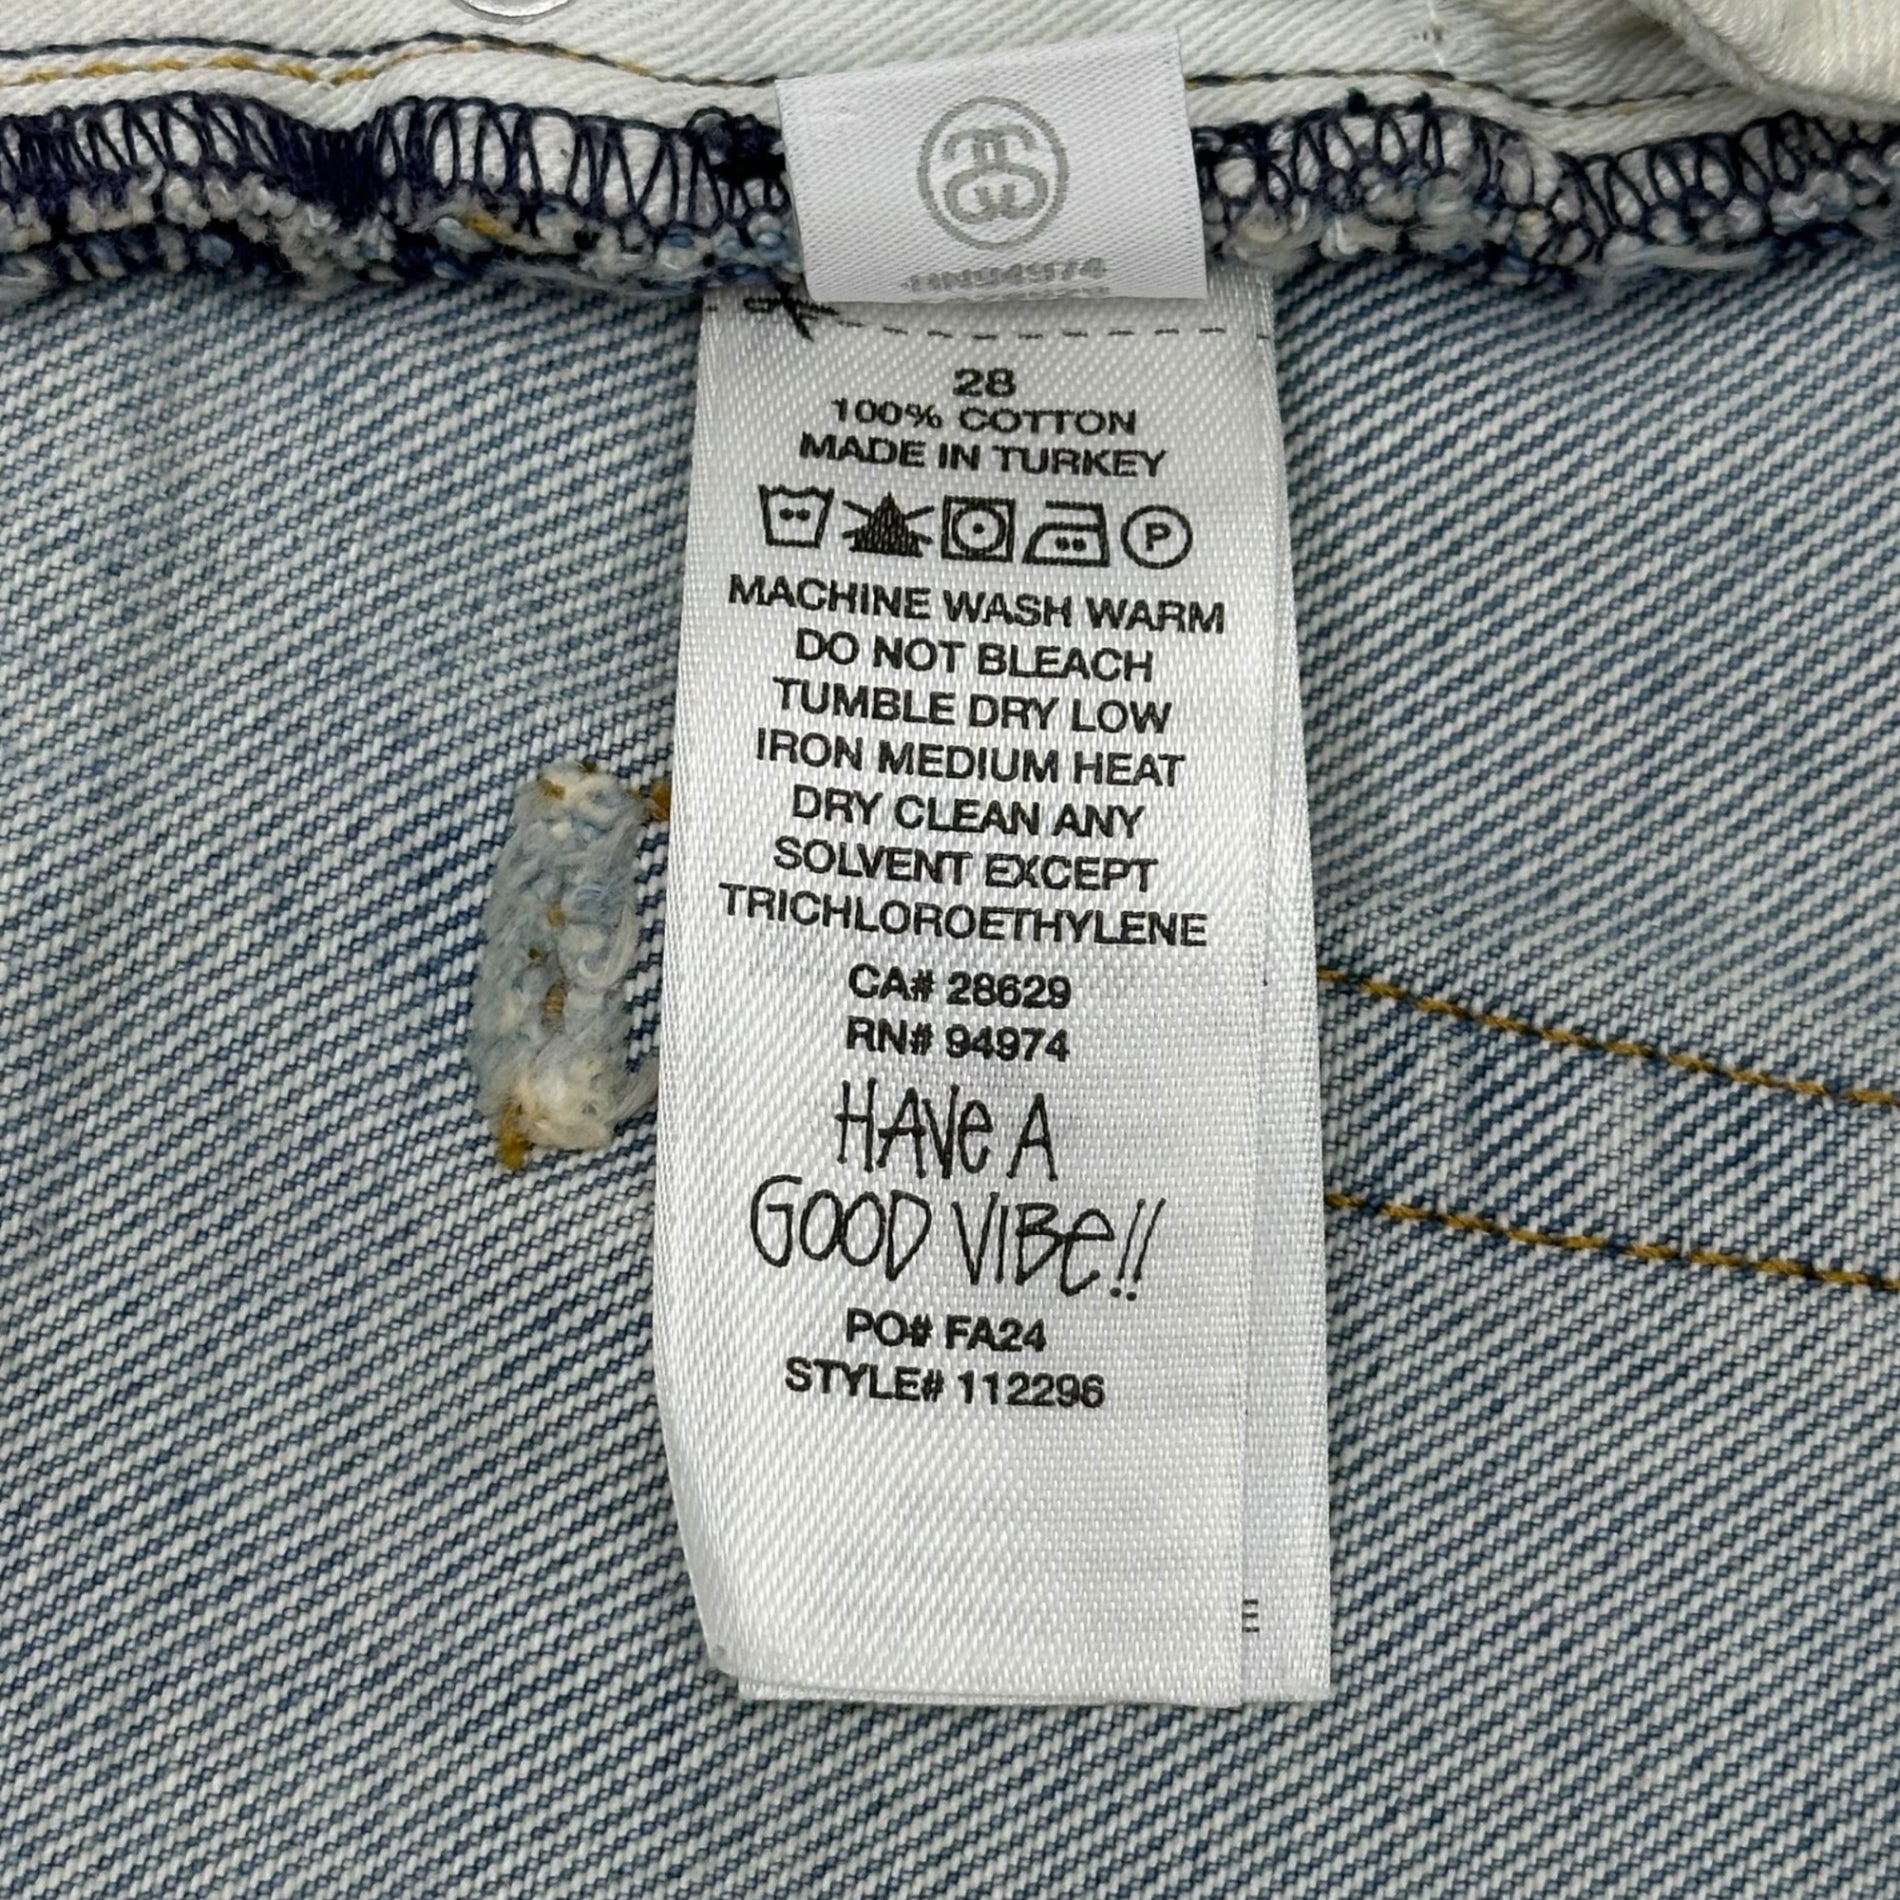 RN94974
28
100% COTTON
MADE IN TURKEY
P
MACHINE WASH WARM
DO NOT BLEACH
TUMBLE DRY LOW
IRON MEDIUM HEAT
DRY CLEAN ANY
SOLVENT EXCEPT
TRICHLOROETHYLENE
CA# 28629
RN# 94974
HAVe A
GOOD VIBe!!
PO# FA24
STYLE# 112296
E